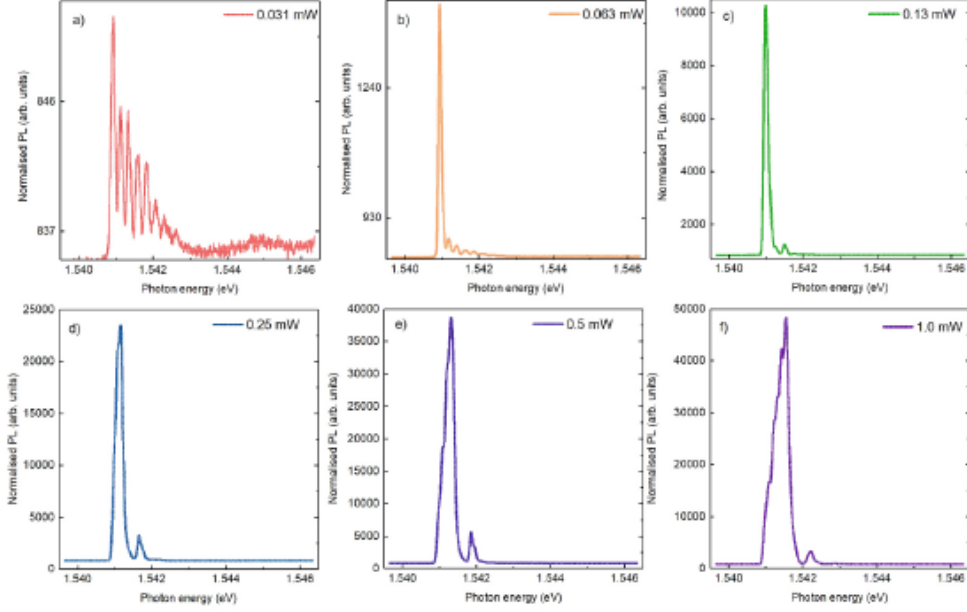 a)
0.031 mW
Normalised PL (arb. units)
846
837
1.540
1.542
1.544
1.546
Photon energy (eV)
b)
0.063 mW
Normalised PL (arb. units)
1240
930
1.540
1.542
1.544
1.546
Photon energy (eV)
c)
0.13 mW
Normalised PL (arb. units)
10000
8000
6000
4000
2000
1.540
1.542
1.544
1.546
Photon energy (eV)
d)
0.25 mW
Normalised PL (arb. units)
25000
20000
15000
10000
5000
0
1.540
1.542
1.544
1.546
Photon energy (eV)
e)
0.5 mW
Normalised PL (arb. units)
40000
35000
30000
25000
20000
15000
10000
5000
0
1.540
1.542
1.544
1.546
Photon energy (eV)
f)
1.0 mW
Normalised PL (arb. units)
50000
40000
30000
20000
10000
0
1.540
1.542
1.544
1.546
Photon energy (eV)